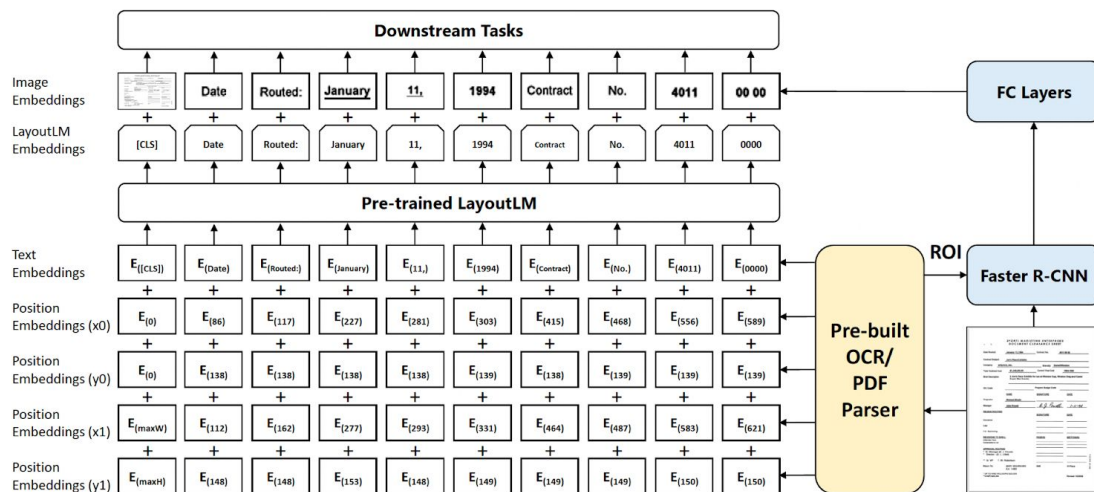 Downstream Tasks
Image
Embeddings
Date Routed: January 11, 1994 Contract No. 4011 00 00
FC Layers
+ + + + + + + + + +
LayoutLM
Embeddings
[CLS] Date Routed: January 11, 1994 Contract No. 4011 0000
Pre-trained LayoutLM
Text
Embeddings
E([CLS]) E(Date) E(Routed:) E(January) E(11,) E(1994) E(Contract) E(No.) E(4011) E(0000)
ROI
Faster R-CNN
+ + + + + + + + + +
Position
Embeddings (x0)
E(0) E(86) E(117) E(227) E(281) E(303) E(415) E(468) E(556) E(589)
+ + + + + + + + + +
Position
Embeddings (y0)
E(0) E(138) E(138) E(138) E(138) E(139) E(138) E(139) E(139) E(139)
+ + + + + + + + + +
Position
Embeddings (x1)
E(maxW) E(112) E(162) E(277) E(293) E(331) E(464) E(487) E(583) E(621)
+ + + + + + + + + +
Position
Embeddings (y1)
E(maxH) E(148) E(148) E(153) E(148) E(149) E(149) E(149) E(150) E(150)
Pre-built
OCR/
PDF
Parser